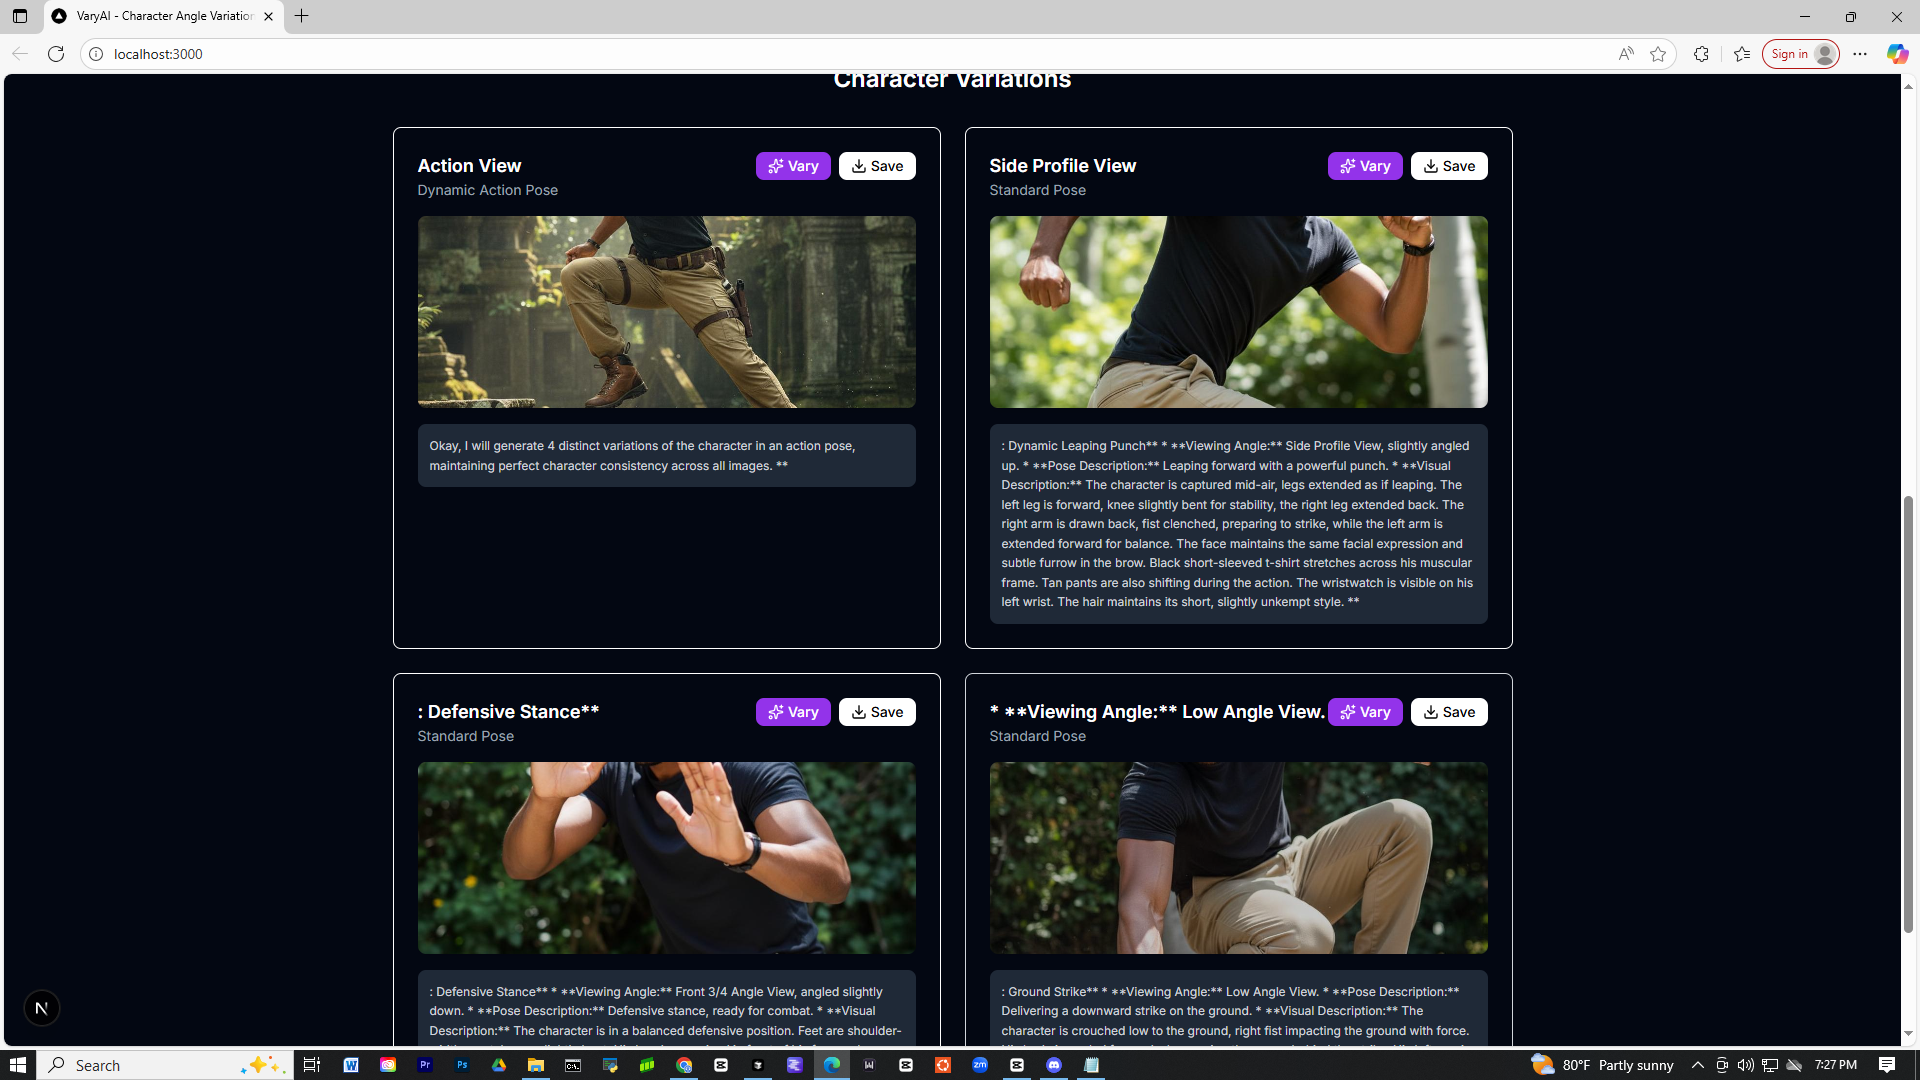 VaryAI - Character Angle Variation
localhost:3000
Sign in
Character Variations
Action View
Vary
Save
Dynamic Action Pose
Okay, I will generate 4 distinct variations of the character in an action pose,
maintaining perfect character consistency across all images. **
Side Profile View
Vary
Save
Standard Pose
: Dynamic Leaping Punch** * **Viewing Angle:** Side Profile View, slightly angled
up. * **Pose Description:** Leaping forward with a powerful punch. * **Visual
Description:** The character is captured mid-air, legs extended as if leaping. The
left leg is forward, knee slightly bent for stability, the right leg extended back. The
right arm is drawn back, fist clenched, preparing to strike, while the left arm is
extended forward for balance. The face maintains the same facial expression and
subtle furrow in the brow. Black short-sleeved t-shirt stretches across his muscular
frame. Tan pants are also shifting during the action. The wristwatch is visible on his
left wrist. The hair maintains its short, slightly unkempt style. **
: Defensive Stance**
Vary
Save
Standard Pose
: Defensive Stance** * **Viewing Angle:** Front 3/4 Angle View, angled slightly
down. * **Pose Description:** Defensive stance, ready for combat. * **Visual
Description:** The character is in a balanced defensive position. Feet are shoulder-
* **Viewing Angle:** Low Angle View.
Vary
Save
Standard Pose
: Ground Strike** * **Viewing Angle:** Low Angle View. * **Pose Description:**
Delivering a downward strike on the ground. * **Visual Description:** The
character is crouched low to the ground, right fist impacting the ground with force.
N
Search
80°F Partly sunny
7:27 PM